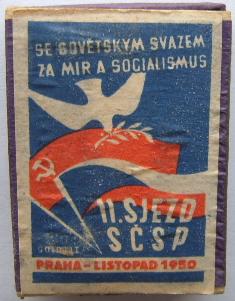 SE SOVĚTSKÝM SVAZEM
ZA MÍR A SOCIALISMUS
II. SJEZD
SČSP
PRAHA-LISTOPAD 1950